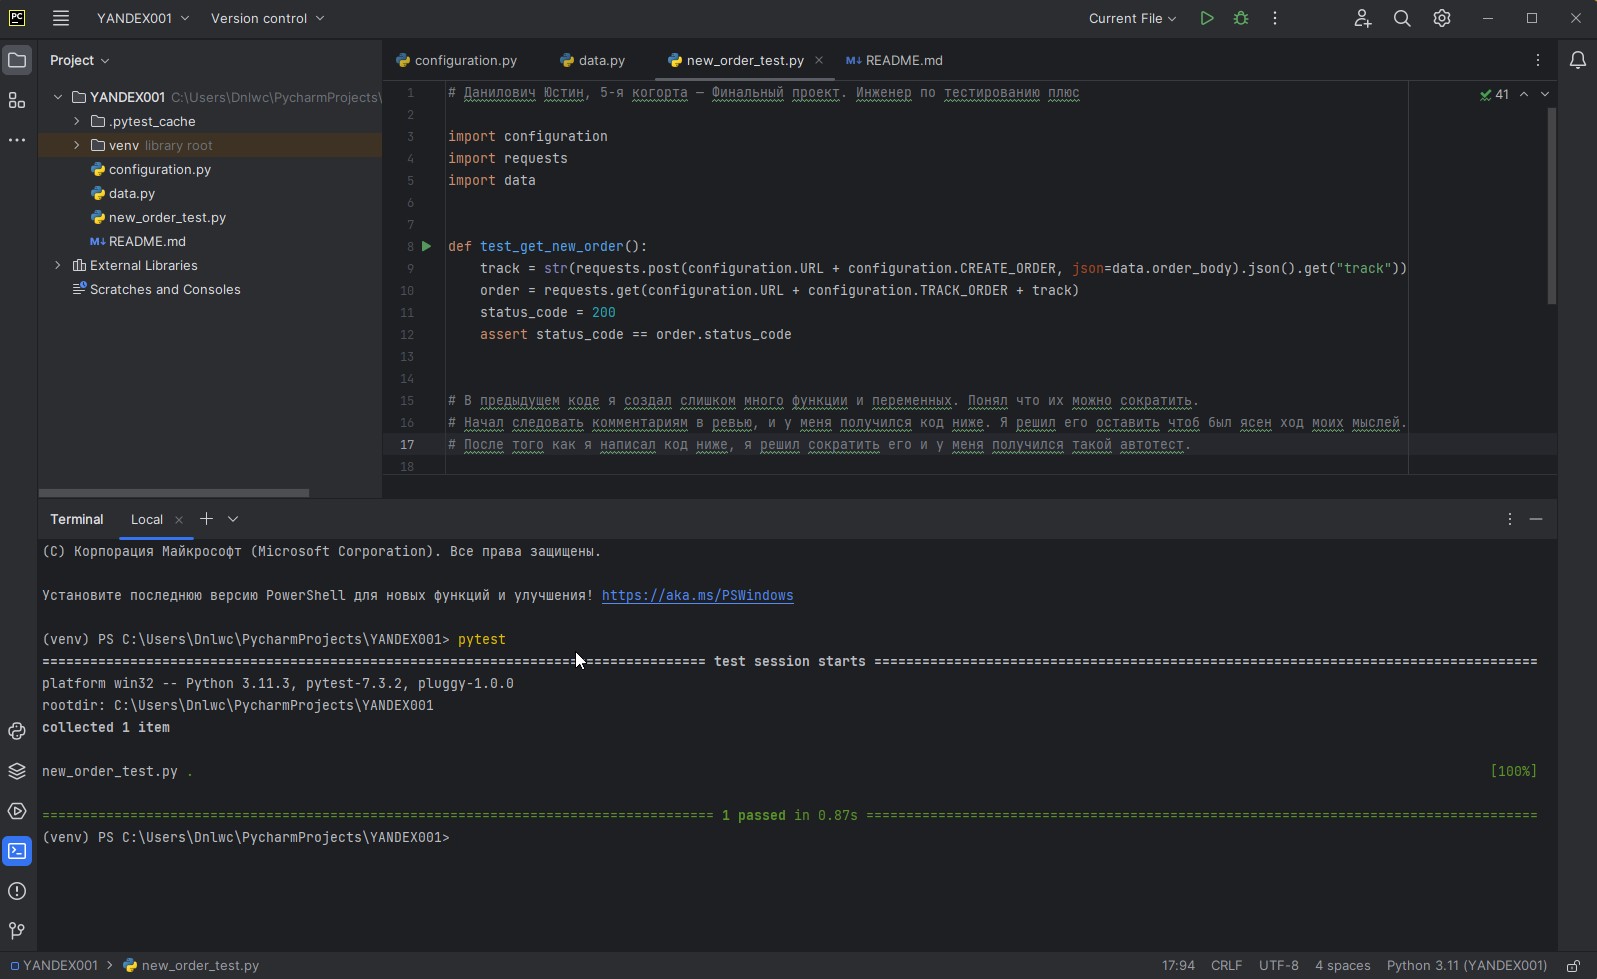 PC YANDEX001 Version control Current File
Project
configuration.py data.py new_order_test.py M↓ README.md
YANDEX001 C:\Users\Dnlwc\PycharmProjects\
.pytest_cache
venv library root
configuration.py
data.py
new_order_test.py
M↓ README.md
External Libraries
Scratches and Consoles
41
1 # Данилович Юстин, 5-я когорта — Финальный проект. Инженер по тестированию плюс
2
3 import configuration
4 import requests
5 import data
6
7
8 def test_get_new_order():
9 track = str(requests.post(configuration.URL + configuration.CREATE_ORDER, json=data.order_body).json().get("track"))
10 order = requests.get(configuration.URL + configuration.TRACK_ORDER + track)
11 status_code = 200
12 assert status_code == order.status_code
13
14
15 # В предыдущем коде я создал слишком много функции и переменных. Понял что их можно сократить.
16 # Начал следовать комментариям в ревью, и у меня получился код ниже. Я решил его оставить чтоб был ясен ход моих мыслей.
17 # После того как я написал код ниже, я решил сократить его и у меня получился такой автотест.
18
Terminal Local
(C) Корпорация Майкрософт (Microsoft Corporation). Все права защищены.
Установите последнюю версию PowerShell для новых функций и улучшения! https://aka.ms/PSWindows
(venv) PS C:\Users\Dnlwc\PycharmProjects\YANDEX001> pytest
=================================================================================== test session starts ===================================================================================
platform win32 -- Python 3.11.3, pytest-7.3.2, pluggy-1.0.0
rootdir: C:\Users\Dnlwc\PycharmProjects\YANDEX001
collected 1 item
new_order_test.py . [100%]
==================================================================================== 1 passed in 0.87s ====================================================================================
(venv) PS C:\Users\Dnlwc\PycharmProjects\YANDEX001>
YANDEX001 > new_order_test.py 17:94 CRLF UTF-8 4 spaces Python 3.11 (YANDEX001)